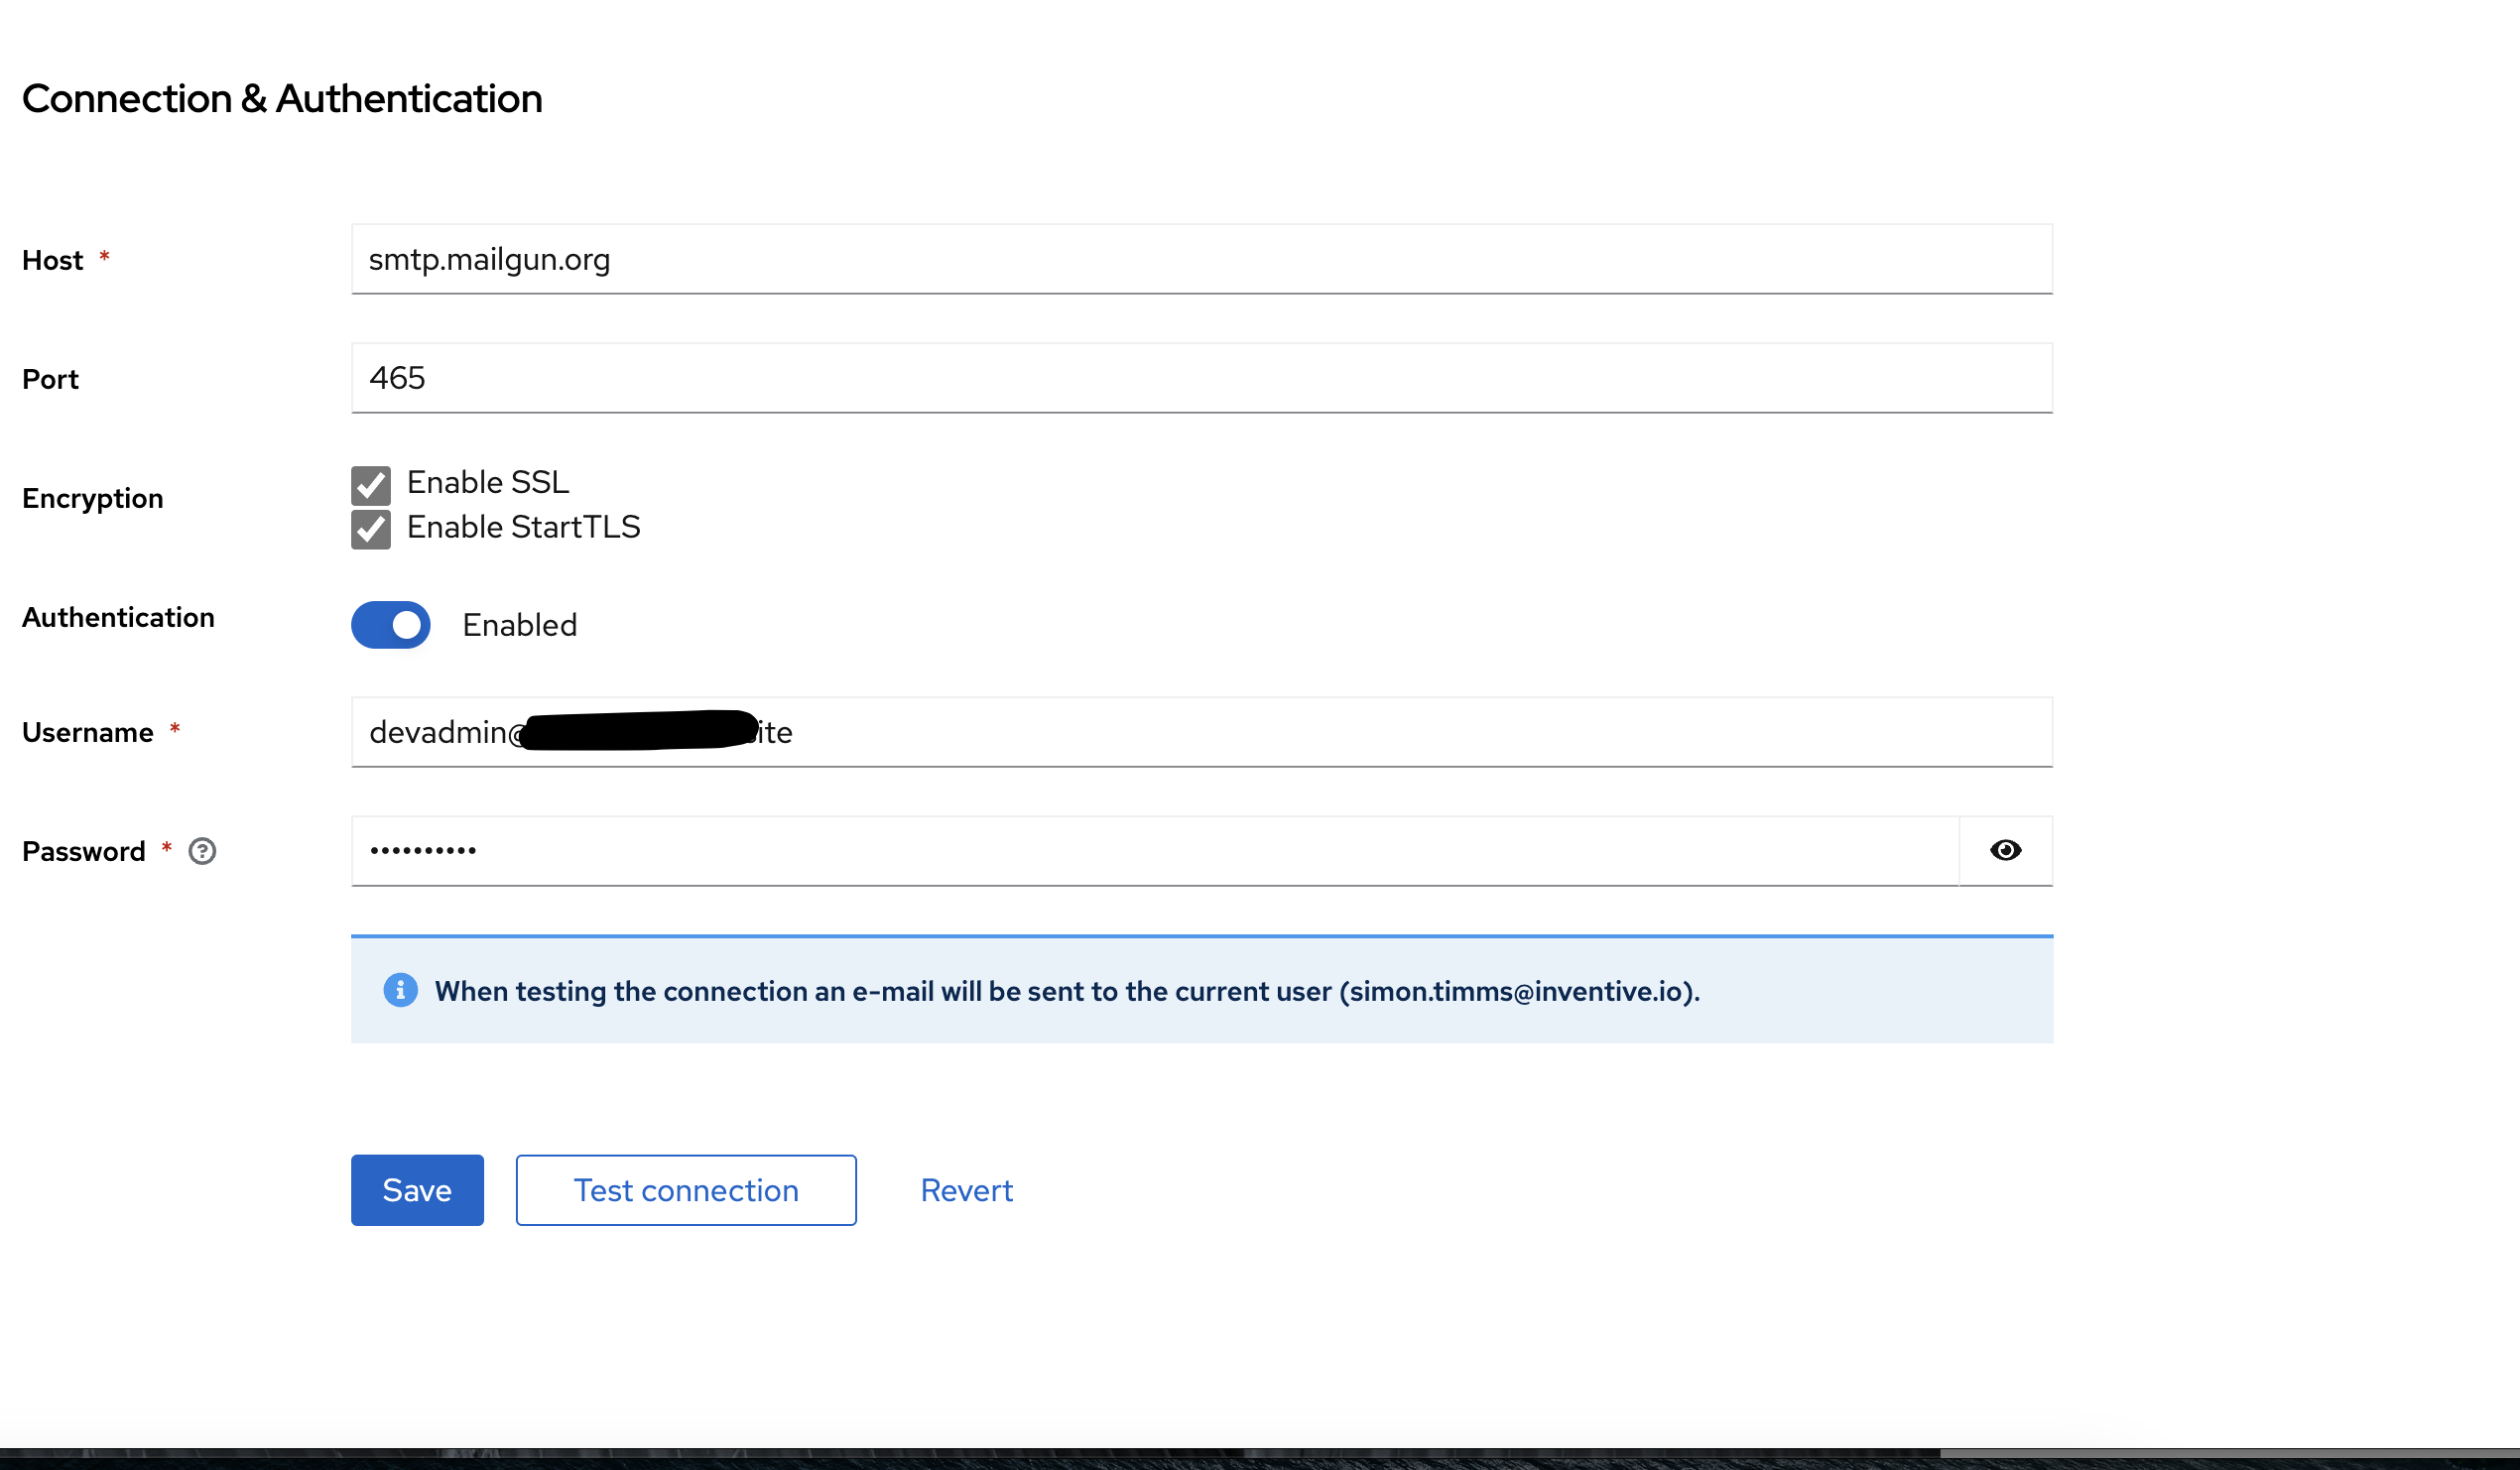 Connection & Authentication
Host *
smtp.mailgun.org
Port
465
Encryption
Enable SSL
Enable StartTLS
Authentication
Enabled
Username *
devadmin@ ite
Password * ?
••••••••••
When testing the connection an e-mail will be sent to the current user (simon.timms@inventive.io).
Save Test connection Revert